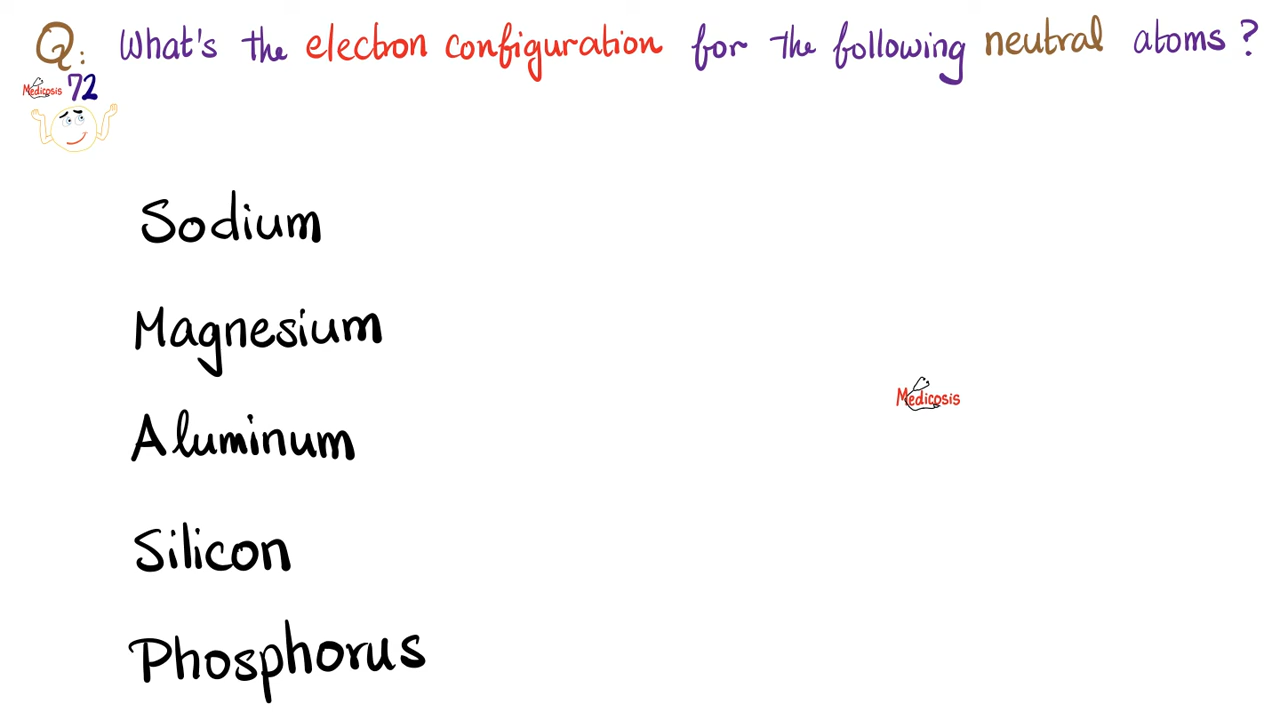 Q: What's the electron configuration for the following neutral atoms?
Medicosis 72
Sodium
Magnesium
Medicosis
Aluminum
Silicon
Phosphorus